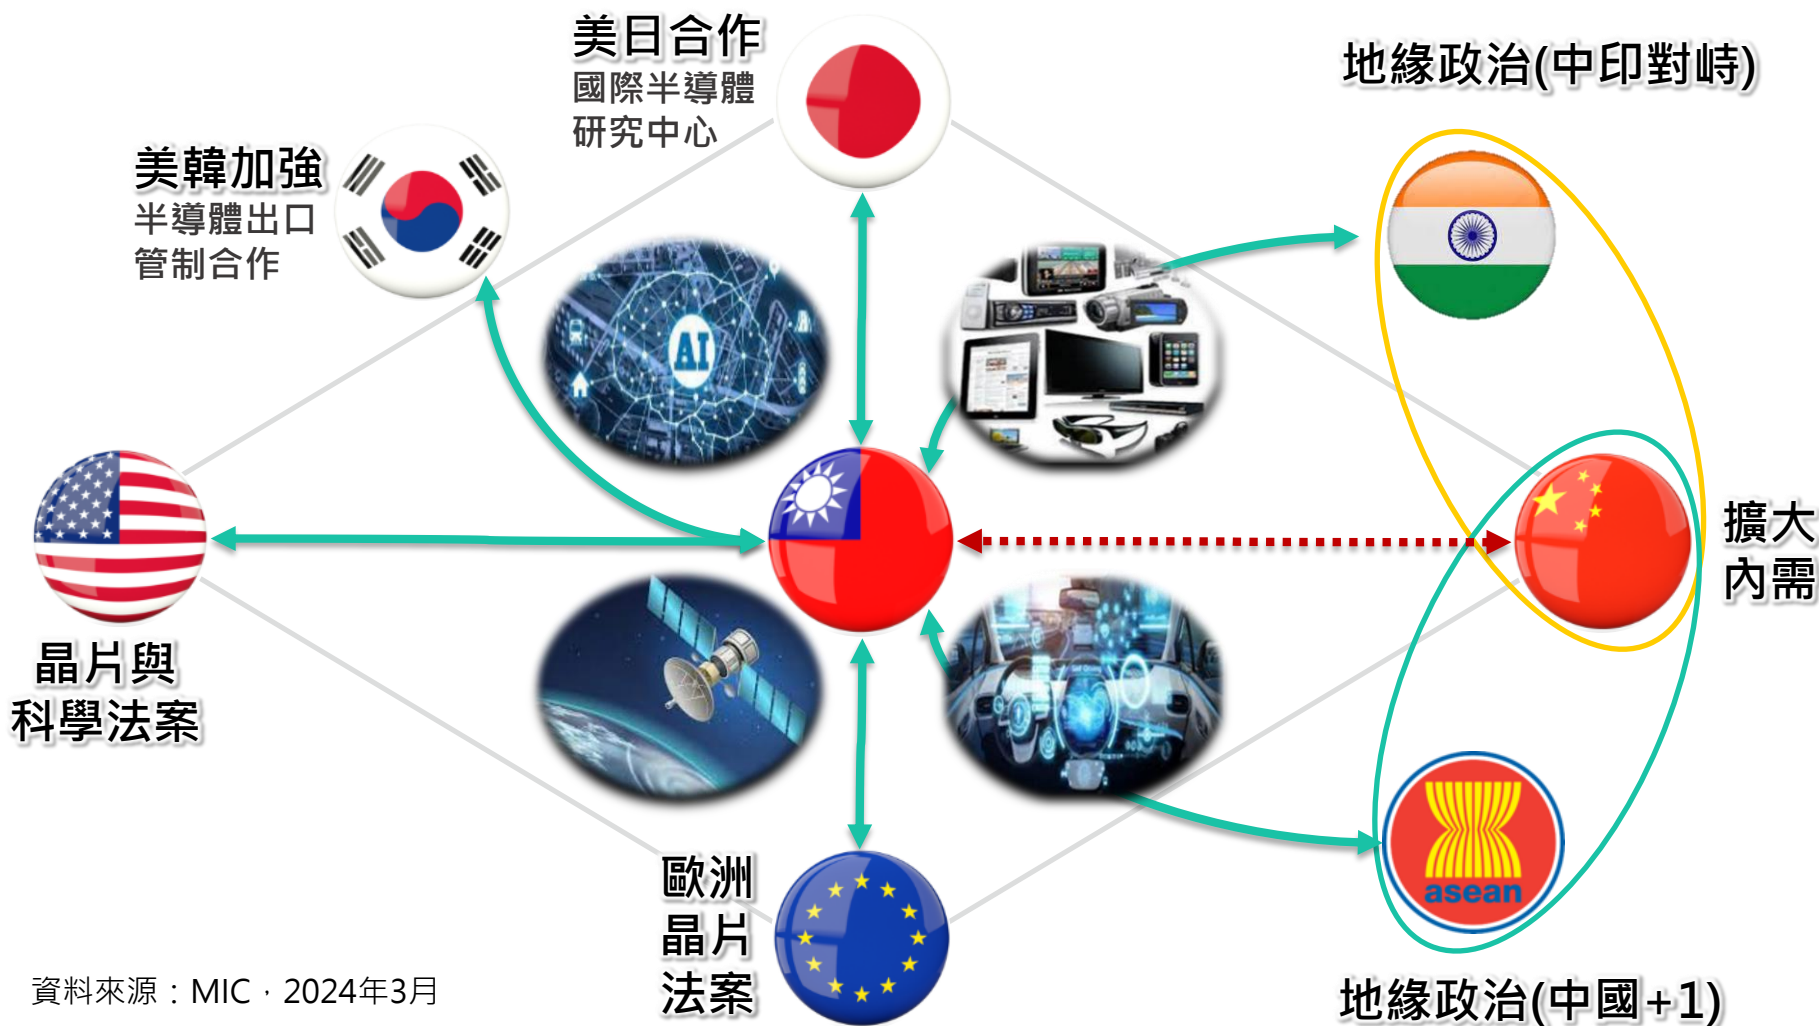 美日合作
國際半導體
研究中心
地緣政治(中印對峙)
美韓加強
半導體出口
管制合作
AI
擴大
內需
晶片與
科學法案
歐洲
晶片
法案
asean
資料來源：MIC，2024年3月
地緣政治(中國+1)